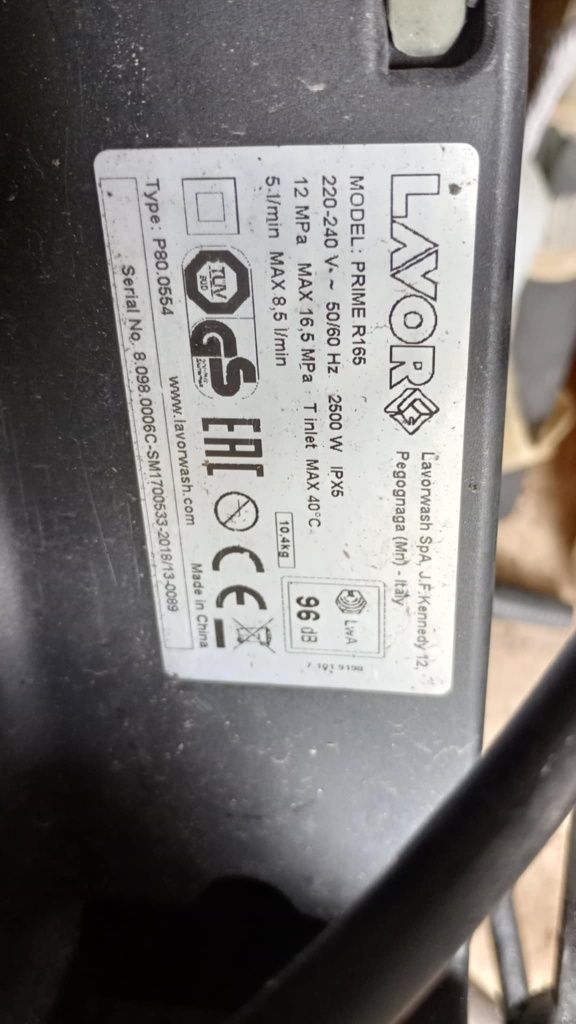 LAVOR
Lavorwash SpA, J.F.Kennedy 12,
Pegognaga (Mn) - Italy
MODEL: PRIME R165
220-240 V~ 50/60 Hz 2500 W IPX5
12 MPa MAX 16,5 MPa T inlet MAX 40°C
5 l/min MAX 8,5 l/min
10,4kg
LWA
96 dB
TÜV
SÜD
GS
EAC
CE
www.lavorwash.com
Made in China
Type: P80.0554
Serial No. 8.098.0006C-SM1700533-2018/13-0089